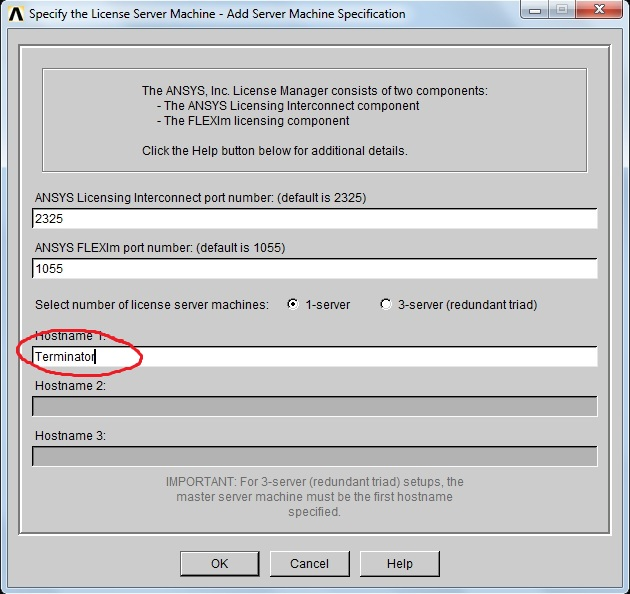 Specify the License Server Machine - Add Server Machine Specification
The ANSYS, Inc. License Manager consists of two components:
- The ANSYS Licensing Interconnect component
- The FLEXlm licensing component
Click the Help button below for additional details.
ANSYS Licensing Interconnect port number: (default is 2325)
2325
ANSYS FLEXlm port number: (default is 1055)
1055
Select number of license server machines: 1-server 3-server (redundant triad)
Hostname 1:
Terminator
Hostname 2:
Hostname 3:
IMPORTANT: For 3-server (redundant triad) setups, the
master server machine must be the first hostname
specified.
OK Cancel Help